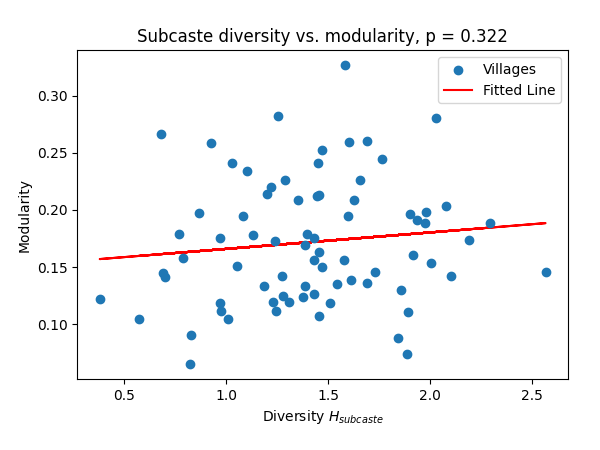 Subcaste diversity vs. modularity, p = 0.322
Villages
Fitted Line
0.30
0.25
0.20
0.15
0.10
Modularity
0.5
1.0
1.5
2.0
2.5
Diversity H_subcaste